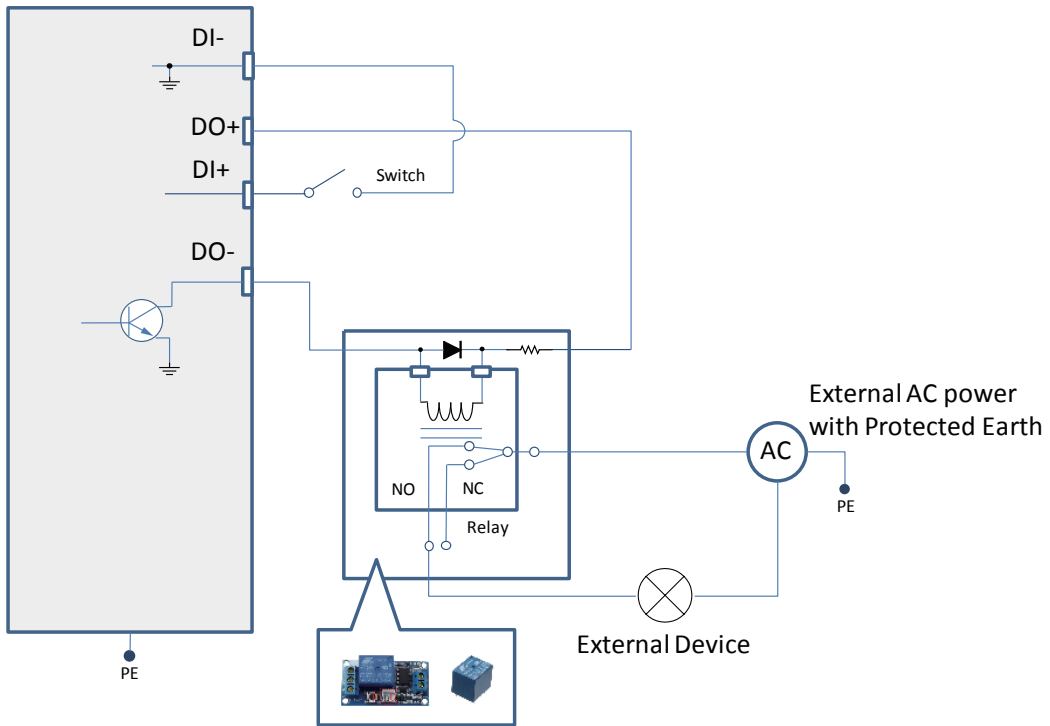 DI-
DO+
DI+
Switch
DO-
External AC power
with Protected Earth
AC
NO
NC
PE
Relay
External Device
PE